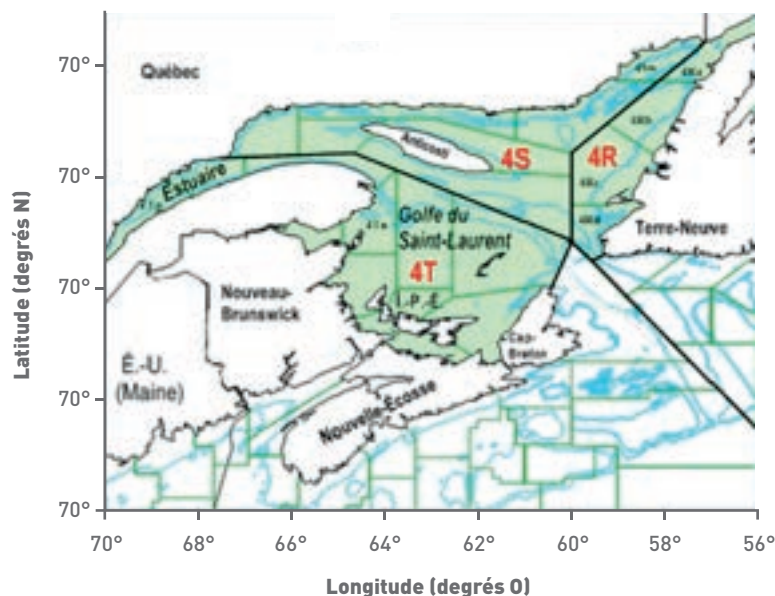 Latitude (degrés N)
70°
70°
70°
70°
70°
Québec
Anticosti
4S
4R
Estuaire
Golfe du
Saint-Laurent
4T
Terre-Neuve
Nouveau-
Brunswick
Î.-P.-É.
Cap-
Breton
É.-U.
(Maine)
Nouvelle-Écosse
70°
68°
66°
64°
62°
60°
58°
56°
Longitude (degrés O)